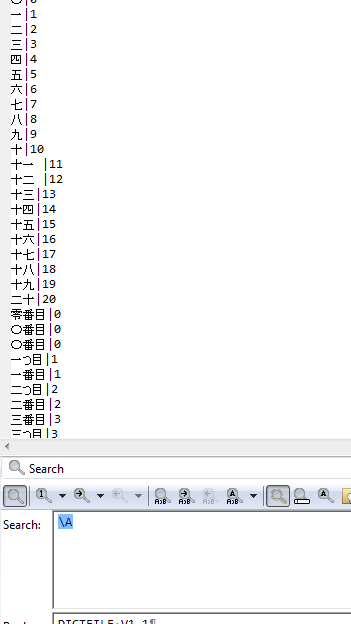 〇|0
一|1
二|2
三|3
四|4
五|5
六|6
七|7
八|8
九|9
十|10
十一 |11
十二 |12
十三|13
十四|14
十五|15
十六|16
十七|17
十八|18
十九|19
二十|20
零番目|0
〇番目|0
〇番目|0
一つ目|1
一番目|1
二つ目|2
二番目|2
三番目|3
三つ目|3
Search
Search:
\A
DICTFILE·V1.1¶